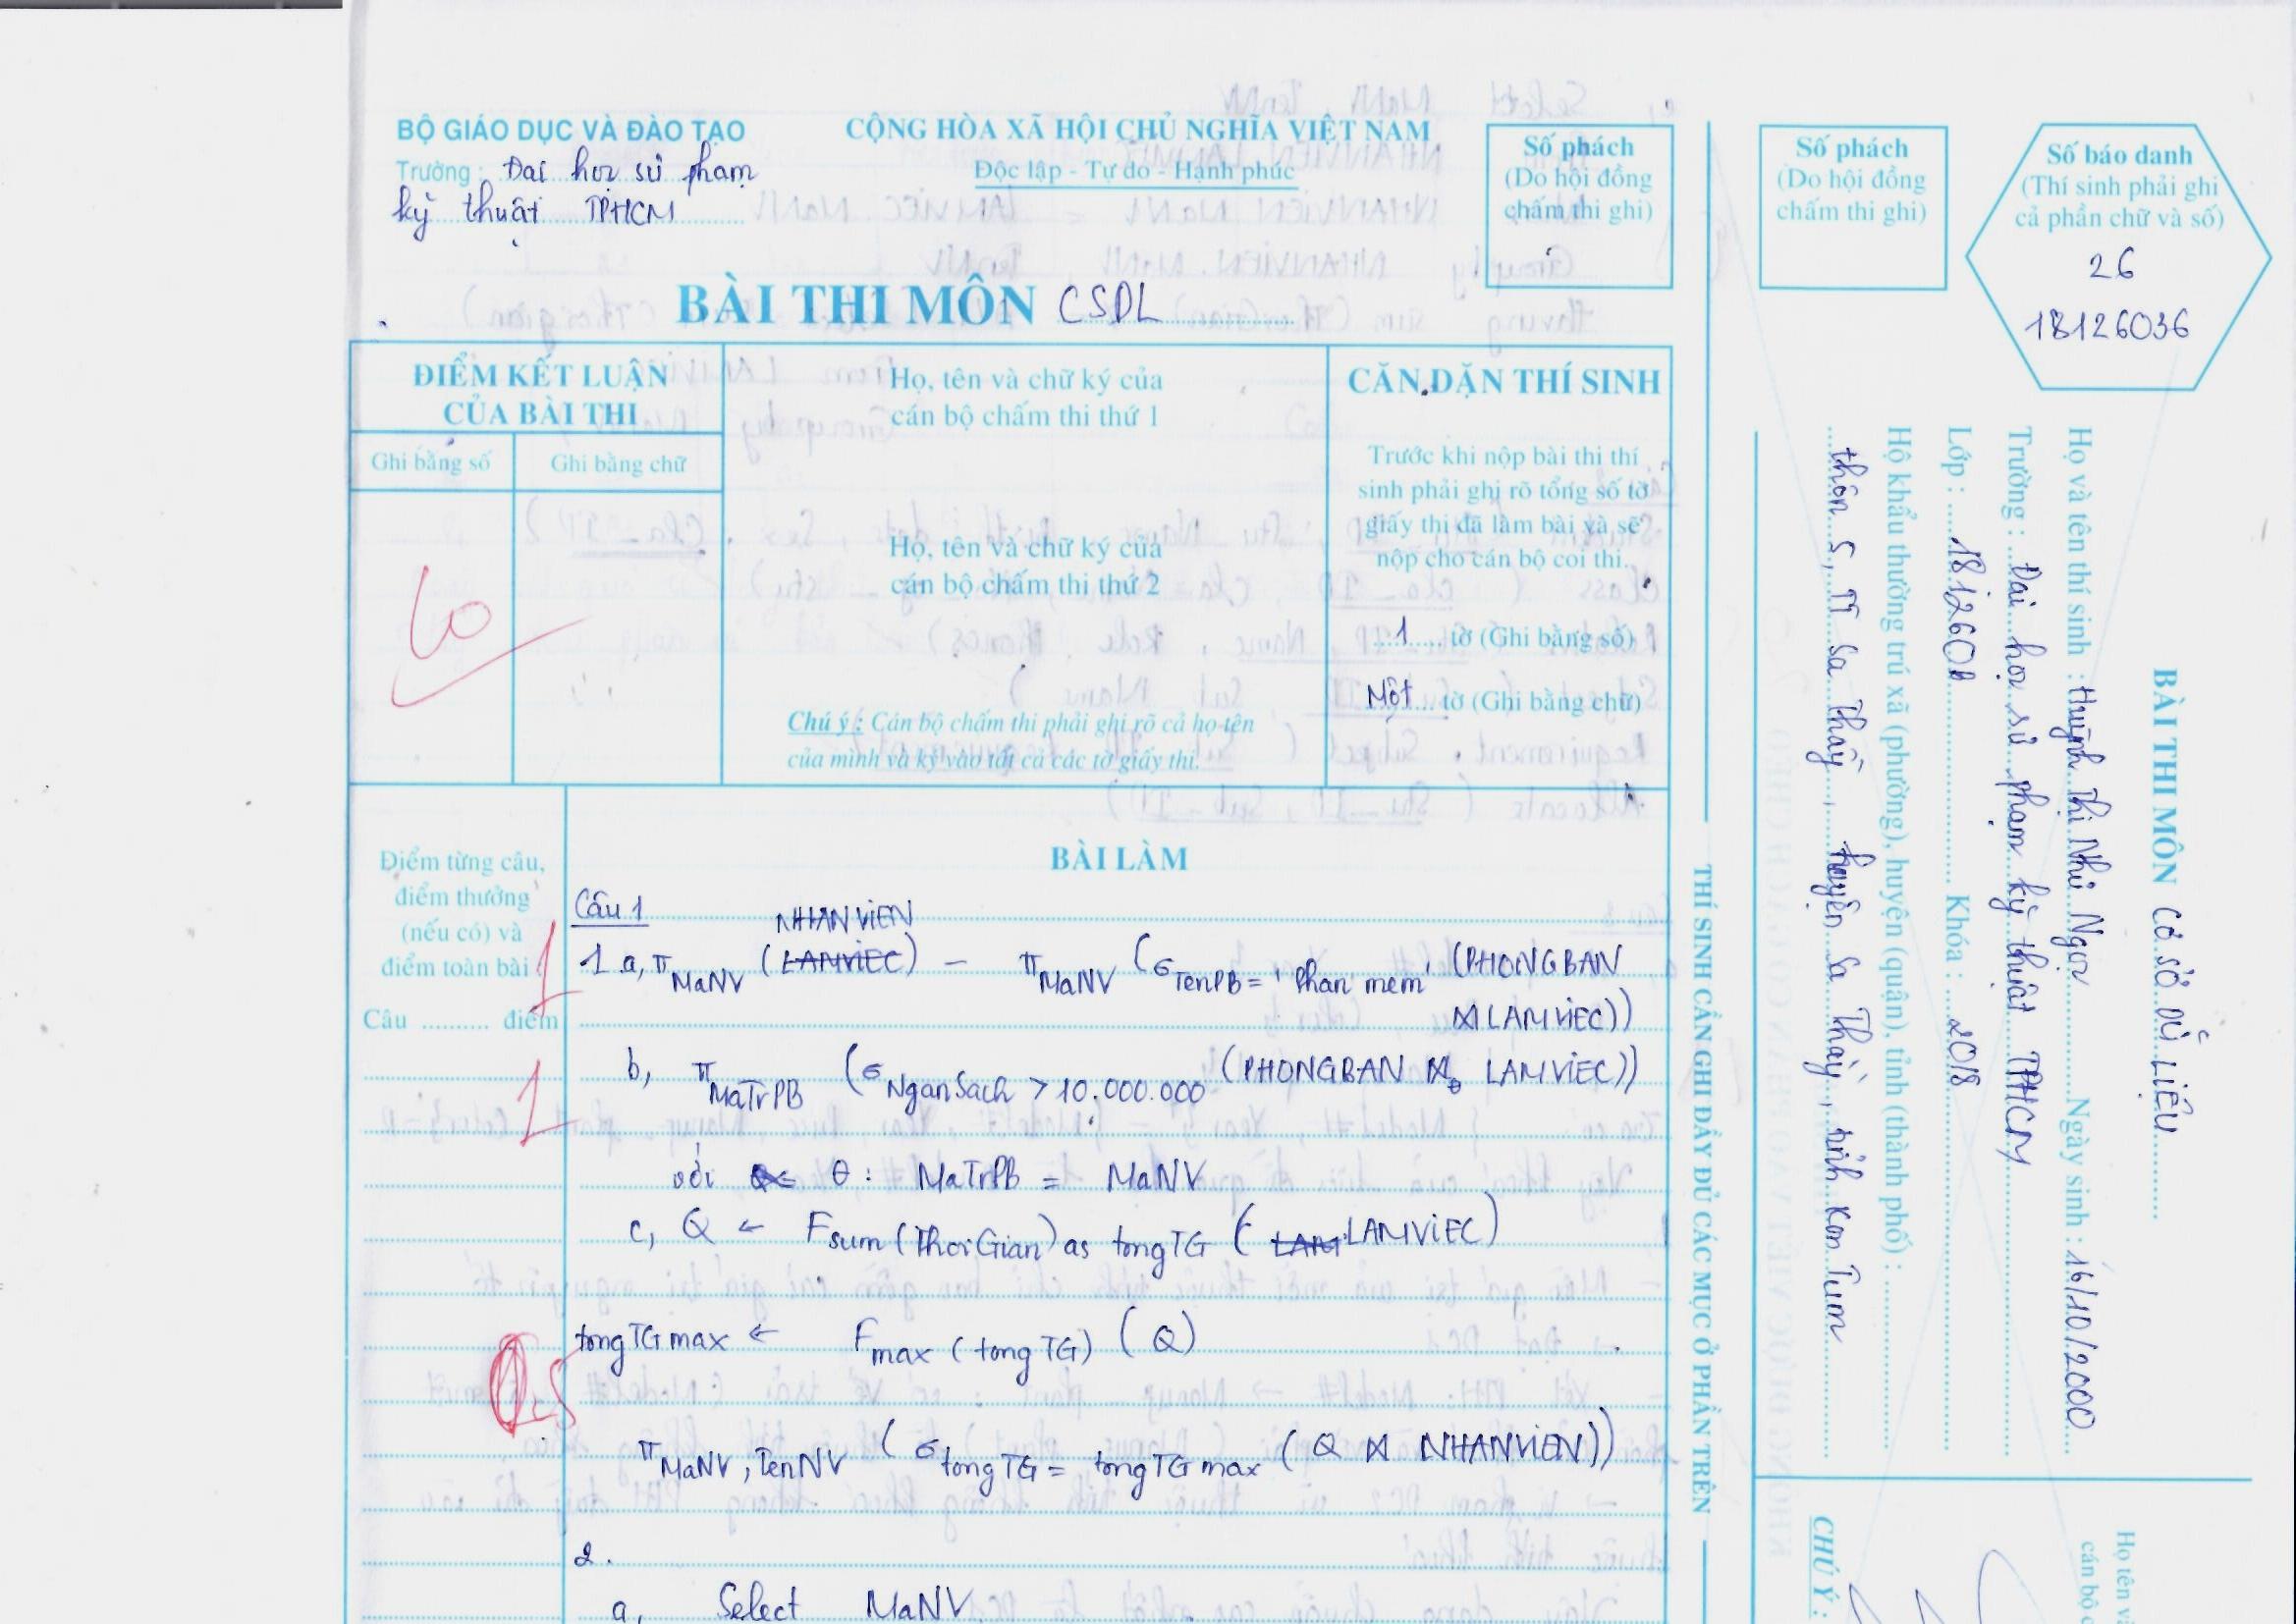 BỘ GIÁO DỤC VÀ ĐÀO TẠO
Trường : Đại học sư phạm
kỹ thuật TPHCM
CỘNG HÒA XÃ HỘI CHỦ NGHĨA VIỆT NAM
Độc lập - Tự do - Hạnh phúc
Số phách
(Do hội đồng
chấm thi ghi)
BÀI THI MÔN CSDL
ĐIỂM KẾT LUẬN
CỦA BÀI THI
Ghi bằng số
Ghi bằng chữ
Họ, tên và chữ ký của
cán bộ chấm thi thứ 1
Họ, tên và chữ ký của
cán bộ chấm thi thứ 2
Chú ý : Cán bộ chấm thi phải ghi rõ cả họ tên
của mình và ký vào tất cả các tờ giấy thi.
CĂN DẶN THÍ SINH
Trước khi nộp bài thi thí
sinh phải ghi rõ tổng số tờ
giấy thi đã làm bài và sẽ
nộp cho cán bộ coi thi.
1 tờ (Ghi bằng số)
Một tờ (Ghi bằng chữ)
Điểm từng câu,
điểm thưởng
(nếu có) và
điểm toàn bài
Câu .......... điểm
1
1
BÀI LÀM
Câu 1
NHANVIEN
1 a, π MaNV (LAMVIEC) – π MaNV (σ TenPB = 'Phan mem' (PHONGBAN
⋈ LAMVIEC))
b, π MaTrPB (σ NganSach > 10.000.000 (PHONGBAN ⋈θ LAMVIEC))
với θ : MaTrPB = MaNV
c, Q ← F sum(ThoiGian) as tongTG (LAM LAMVIEC)
tongTGmax ← F max(tongTG) (Q)
π MaNV, TenNV (σ tongTG = tongTGmax (Q ⋈ NHANVIEN))
2.
a, Select MaNV
Số phách
(Do hội đồng
chấm thi ghi)
Số báo danh
(Thí sinh phải ghi
cả phần chữ và số)
26
18126036
THÍ SINH CẦN GHI ĐẦY ĐỦ CÁC MỤC Ở PHẦN TRÊN
BÀI THI MÔN Cơ sở dữ liệu
Họ và tên thí sinh : Huỳnh Thị Như Ngọc Ngày sinh : 16/10/2000
Trường : Đại học sư phạm kỹ thuật TPHCM
Lớp : Khóa : 2018
Hộ khẩu thường trú xã (phường), huyện (quận), tỉnh (thành phố) :
thôn 5, TT Sa Thầy, huyện Sa Thầy, tỉnh Kon Tum
CHÚ Ý :
Họ tên
cán bộ